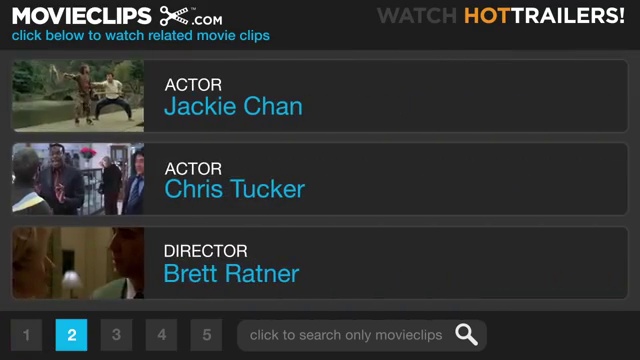 MOVIECLIPS .COM™
WATCH HOTTRAILERS!
click below to watch related movie clips
ACTOR
Jackie Chan
ACTOR
Chris Tucker
DIRECTOR
Brett Ratner
1 2 3 4 5
click to search only movieclips